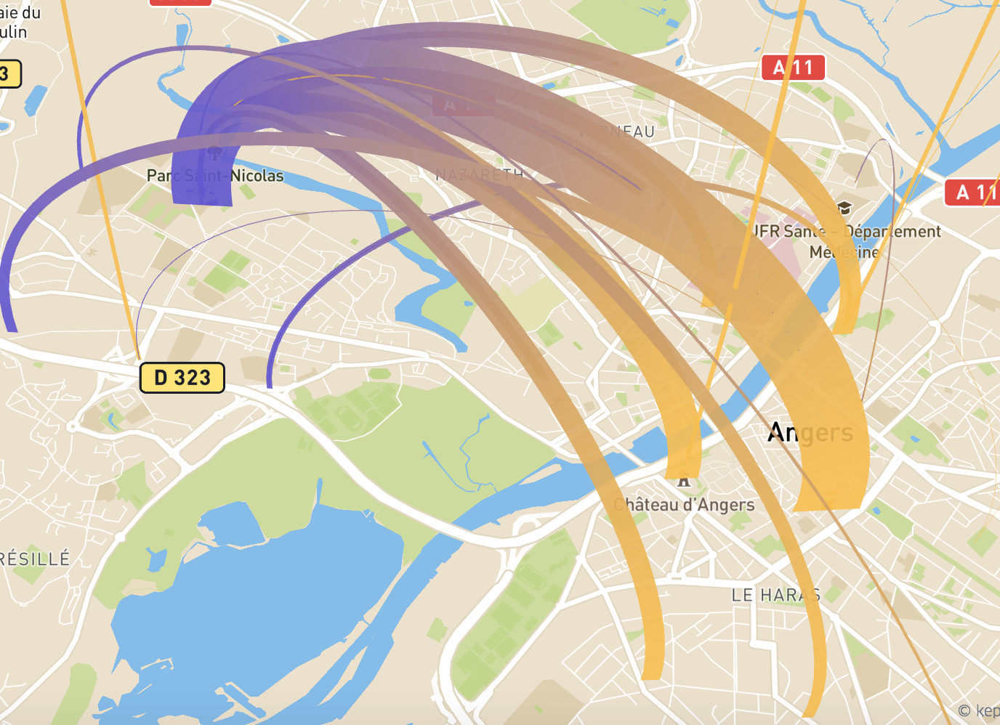 aie du
ulin
3
A 11
NAZARETH
Parc Saint-Nicolas
A 11
UFR Santé – Département
Médecine
D 323
Angers
Château d'Angers
RÉSILLÉ
LE HARAS
© kep